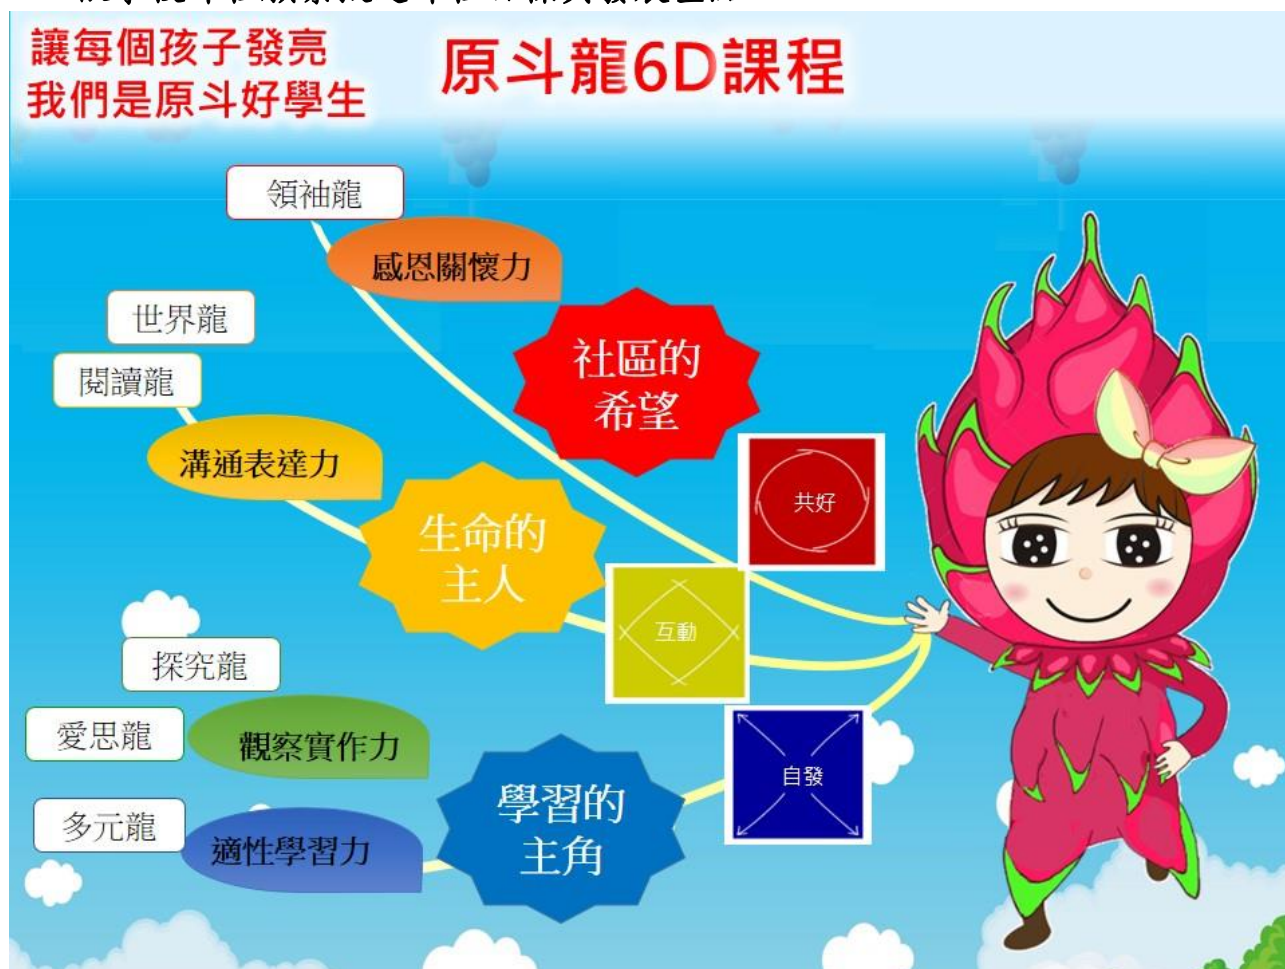 讓每個孩子發亮
我們是原斗好學生
原斗龍6D課程
領袖龍
感恩關懷力
世界龍
閱讀龍
溝通表達力
社區的
希望
共好
生命的
主人
互動
探究龍
愛思龍
觀察實作力
多元龍
適性學習力
學習的
主角
自發